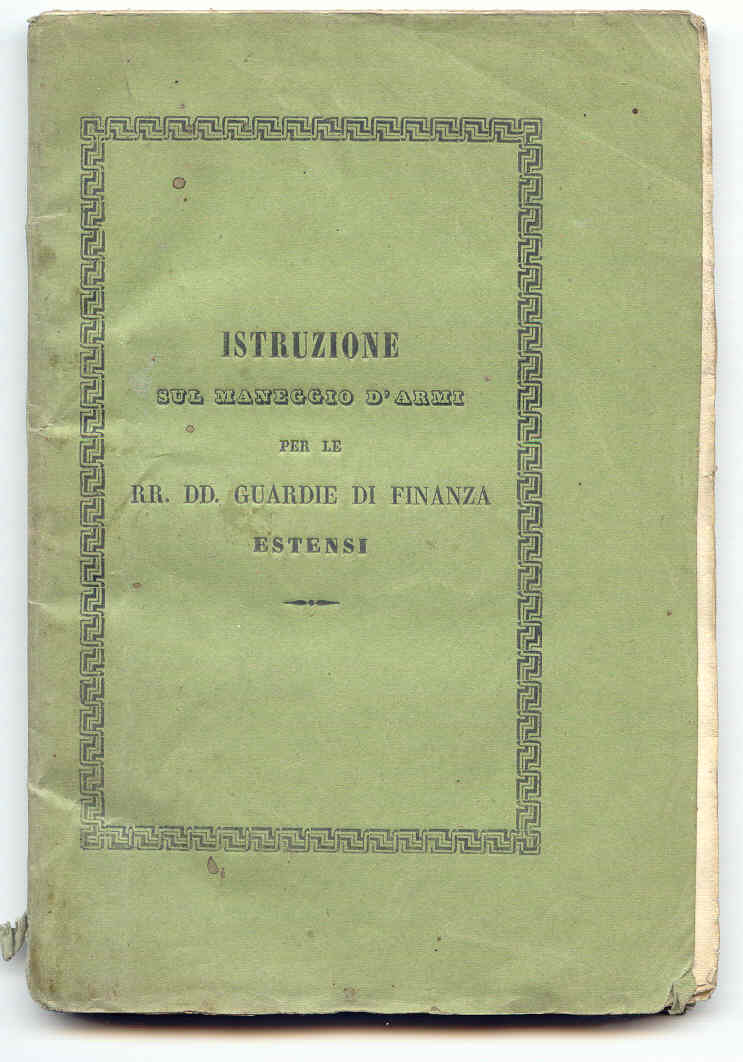 ISTRUZIONE
SUL MANEGGIO D'ARMI
PER LE
RR. DD. GUARDIE DI FINANZA
ESTENSI